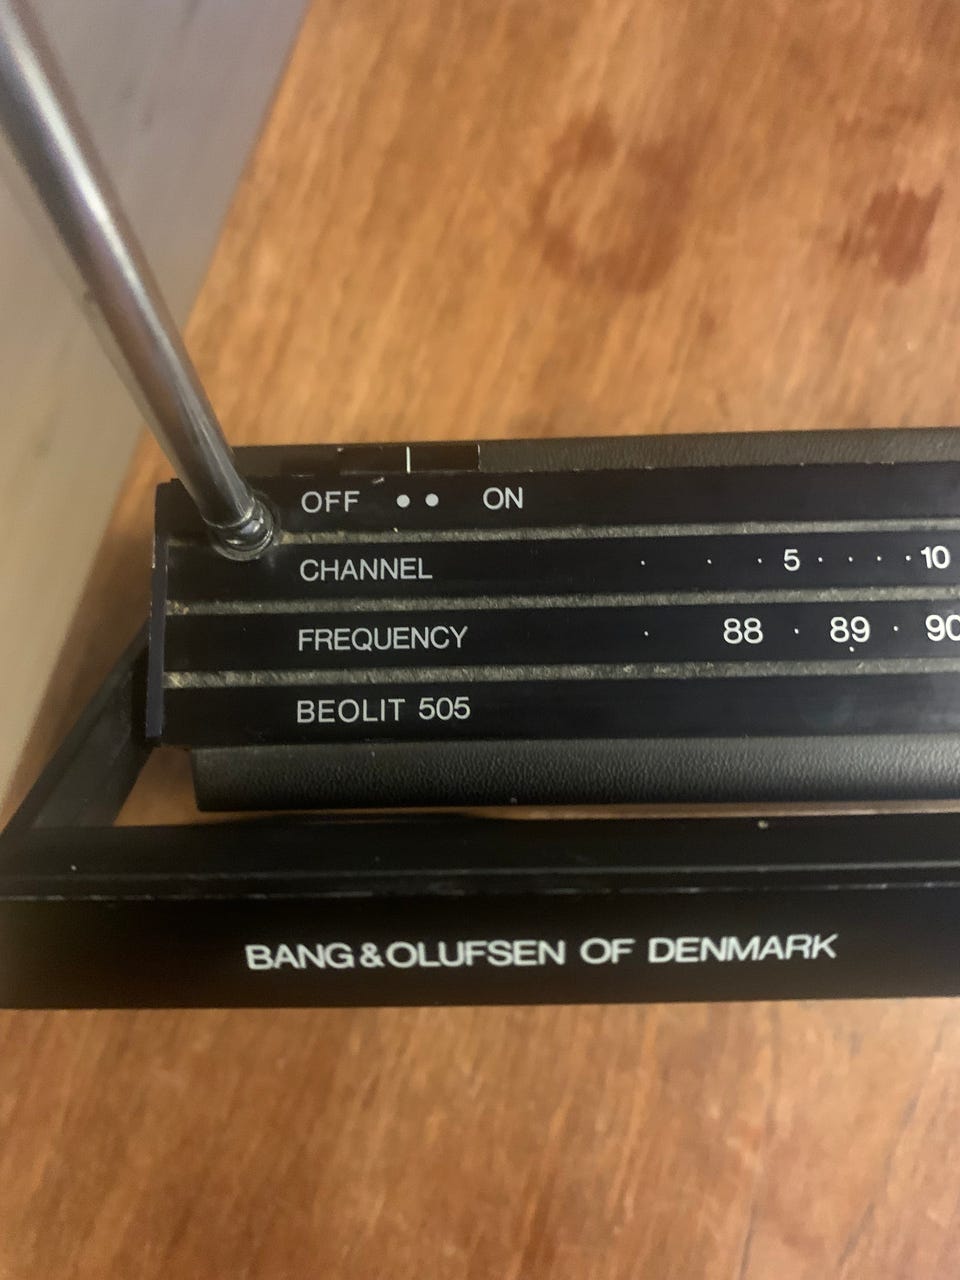 OFF •• ON
CHANNEL · · · 5 · · · · 10
FREQUENCY · 88 · 89 · 90
BEOLIT 505
BANG&OLUFSEN OF DENMARK